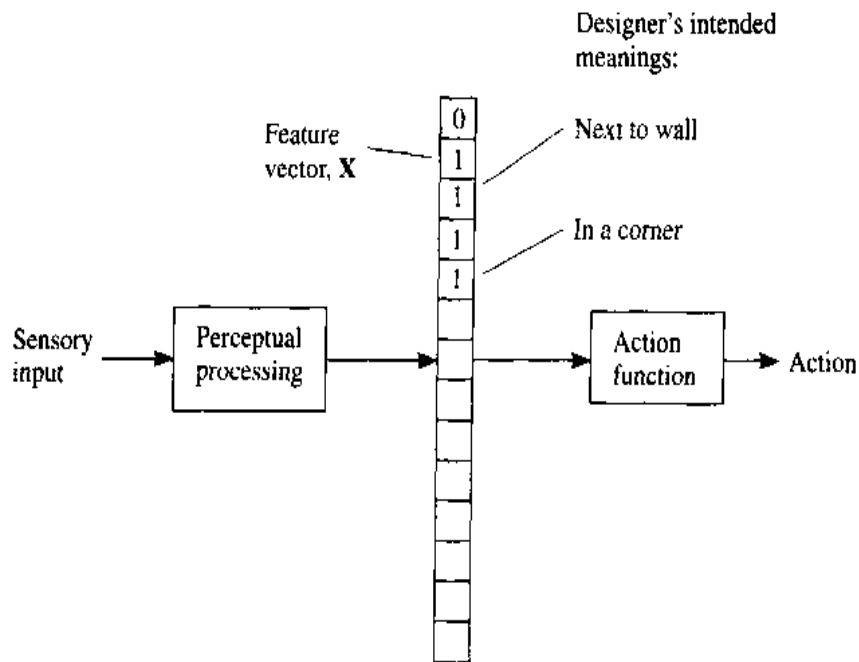 Designer's intended
meanings:
0
Feature
vector, X
1
Next to wall
1
1
In a corner
1
Sensory
input
Perceptual
processing
Action
function
Action